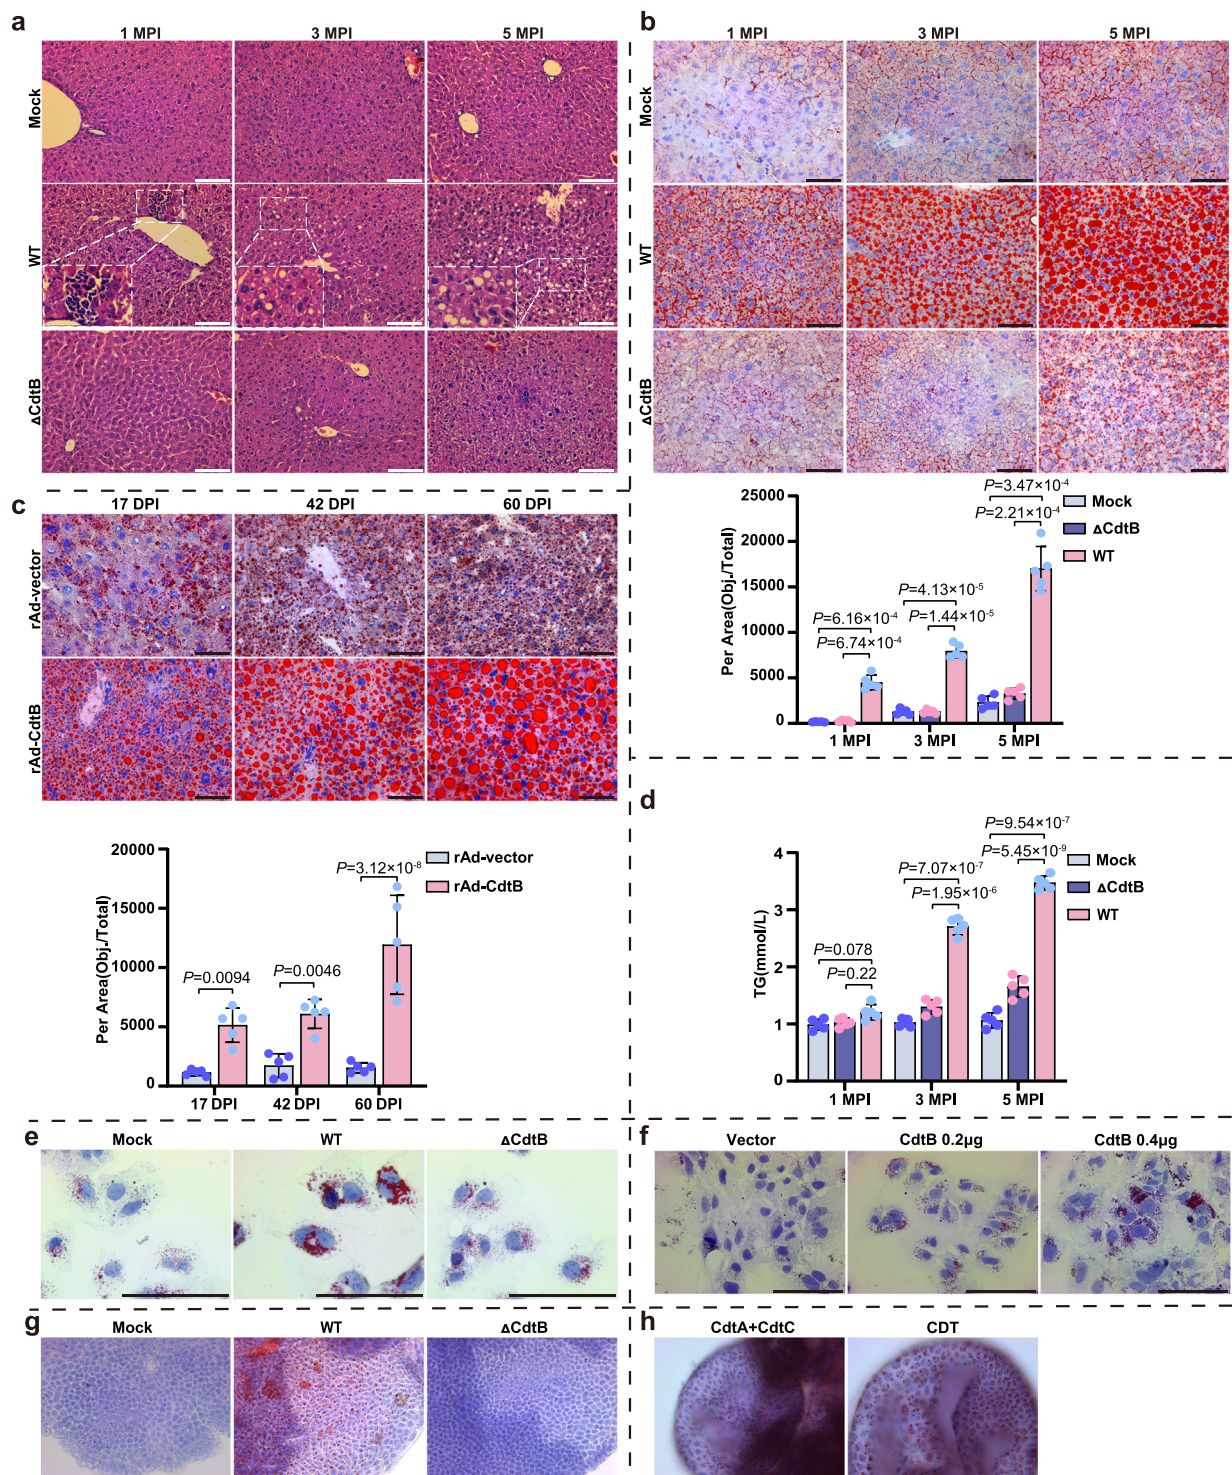 a
1 MPI 3 MPI 5 MPI
Mock
WT
ΔCdtB
b
1 MPI 3 MPI 5 MPI
Mock
WT
ΔCdtB
25000
20000
15000
10000
5000
0
Per Area(Obj./Total)
P=6.16×10-4
P=6.74×10-4
P=4.13×10-5
P=1.44×10-5
P=3.47×10-4
P=2.21×10-4
Mock
ΔCdtB
WT
1 MPI 3 MPI 5 MPI
c
17 DPI 42 DPI 60 DPI
rAd-vector
rAd-CdtB
20000
15000
10000
5000
0
Per Area(Obj./Total)
P=0.0094
P=0.0046
P=3.12×10-8
rAd-vector
rAd-CdtB
17 DPI 42 DPI 60 DPI
d
4
3
2
1
0
TG(mmol/L)
P=0.078
P=0.22
P=7.07×10-7
P=1.95×10-6
P=9.54×10-7
P=5.45×10-9
Mock
ΔCdtB
WT
1 MPI 3 MPI 5 MPI
e
Mock WT ΔCdtB
f
Vector CdtB 0.2μg CdtB 0.4μg
g
Mock WT ΔCdtB
h
CdtA+CdtC CDT